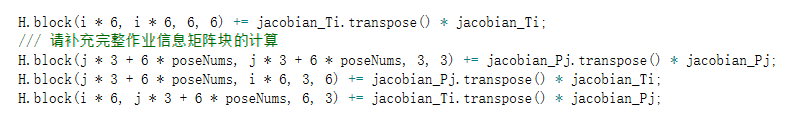 H.block(i * 6, i * 6, 6, 6) += jacobian_Ti.transpose() * jacobian_Ti;
/// 请补充完整作业信息矩阵块的计算
H.block(j * 3 + 6 * poseNums, j * 3 + 6 * poseNums, 3, 3) += jacobian_Pj.transpose() * jacobian_Pj;
H.block(j * 3 + 6 * poseNums, i * 6, 3, 6) += jacobian_Pj.transpose() * jacobian_Ti;
H.block(i * 6, j * 3 + 6 * poseNums, 6, 3) += jacobian_Ti.transpose() * jacobian_Pj;